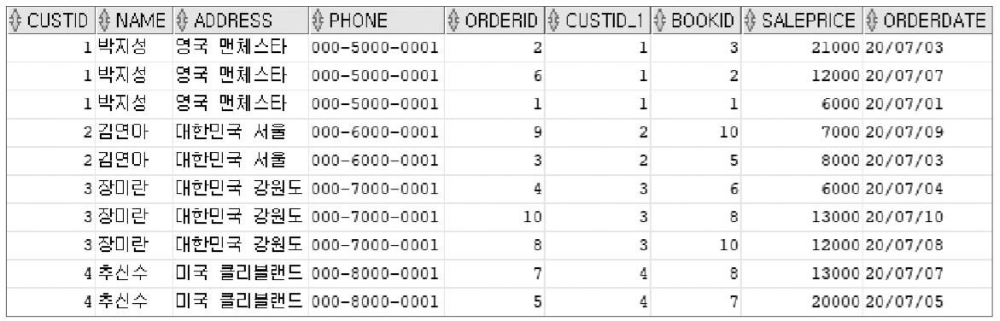 CUSTID NAME ADDRESS PHONE ORDERID CUSTID_1 BOOKID SALEPRICE ORDERDATE
1 박지성 영국 맨체스타 000-5000-0001 2 1 3 21000 20/07/03
1 박지성 영국 맨체스타 000-5000-0001 6 1 2 12000 20/07/07
1 박지성 영국 맨체스타 000-5000-0001 1 1 1 6000 20/07/01
2 김연아 대한민국 서울 000-6000-0001 9 2 10 7000 20/07/09
2 김연아 대한민국 서울 000-6000-0001 3 2 5 8000 20/07/03
3 장미란 대한민국 강원도 000-7000-0001 4 3 6 6000 20/07/04
3 장미란 대한민국 강원도 000-7000-0001 10 3 8 13000 20/07/10
3 장미란 대한민국 강원도 000-7000-0001 8 3 10 12000 20/07/08
4 추신수 미국 클리블랜드 000-8000-0001 7 4 8 13000 20/07/07
4 추신수 미국 클리블랜드 000-8000-0001 5 4 7 20000 20/07/05